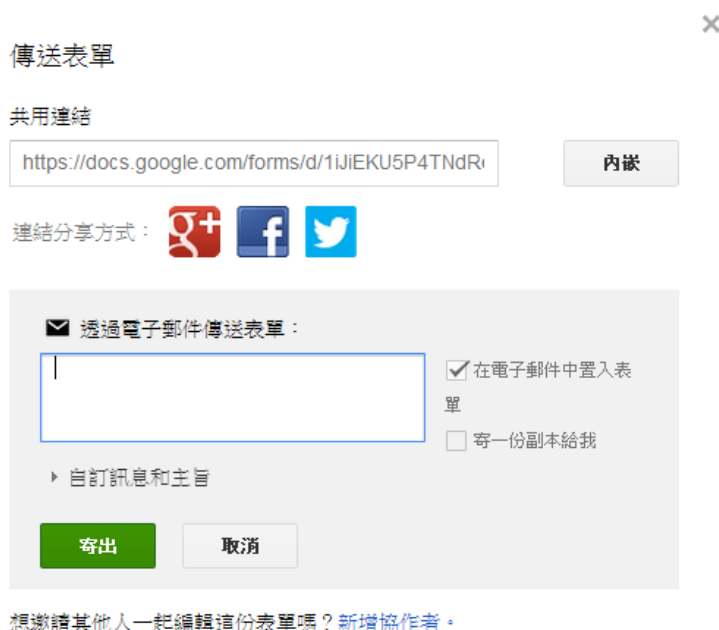 傳送表單
共用連結
https://docs.google.com/forms/d/1iJiEKU5P4TNdR
內嵌
連結分享方式：
g+ f
透過電子郵件傳送表單：
在電子郵件中置入表
單
寄一份副本給我
自訂訊息和主旨
寄出 取消
想邀請其他人一起編輯這份表單嗎？新增協作者。